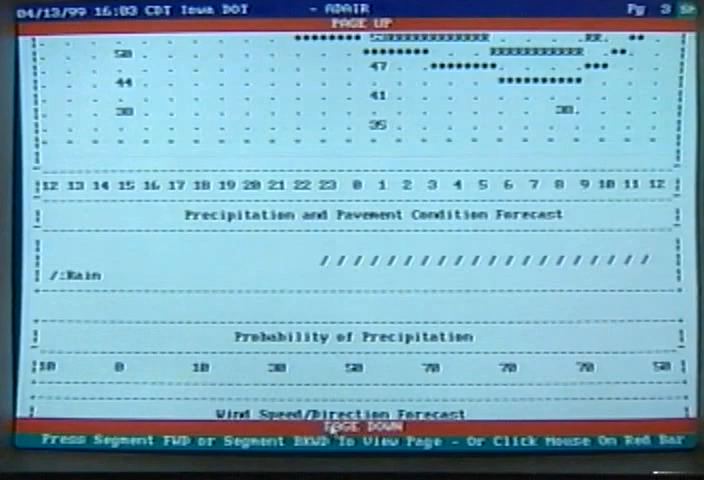 04/13/99 16:03 CDT Iowa DOT - ADAIR Pg 3
PAGE UP
50
47
44
41
38 38
35
12 13 14 15 16 17 18 19 20 21 22 23 0 1 2 3 4 5 6 7 8 9 10 11 12
Precipitation and Pavement Condition Forecast
/ / / / / / / / / / / / / / / / / / / /
/:Rain
Probability of Precipitation
10 0 10 30 50 70 70 70 50
Wind Speed/Direction Forecast
PAGE DOWN
Press Segment FWD or Segment BKWD To View Page - Or Click Mouse On Red Bar